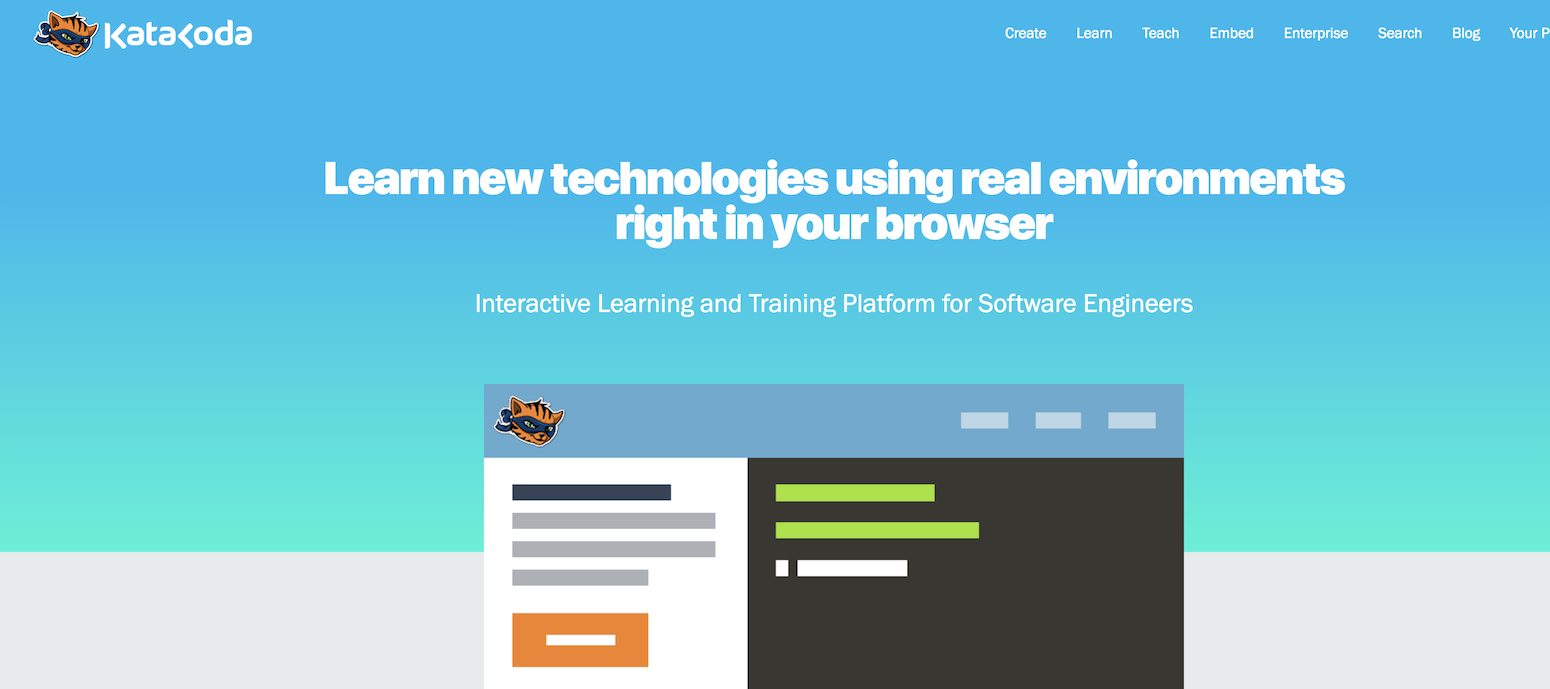 Katakoda
Create Learn Teach Embed Enterprise Search Blog Your
Learn new technologies using real environments
right in your browser
Interactive Learning and Training Platform for Software Engineers